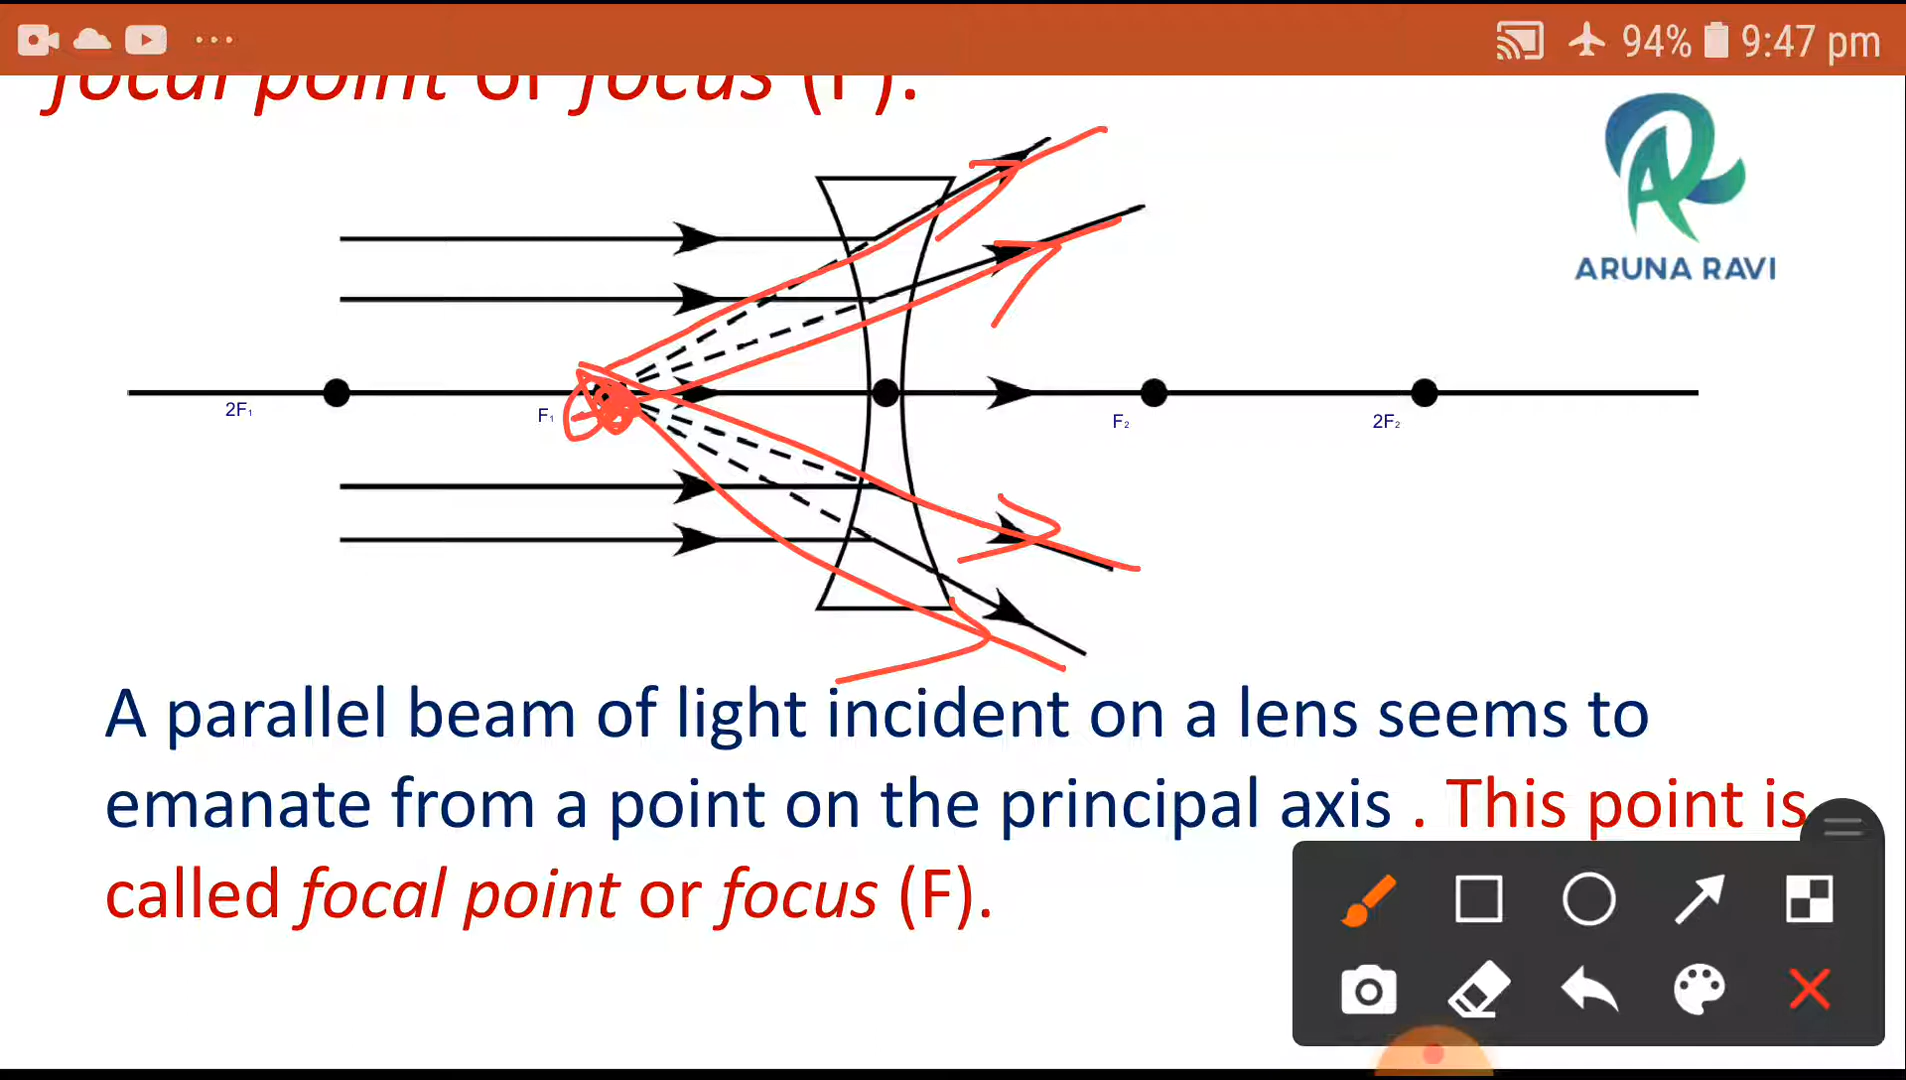 94% 9:47 pm
focal point or focus (F).
ARUNA RAVI
2F₁ F₁ F₂ 2F₂
A parallel beam of light incident on a lens seems to
emanate from a point on the principal axis . This point is
called focal point or focus (F).